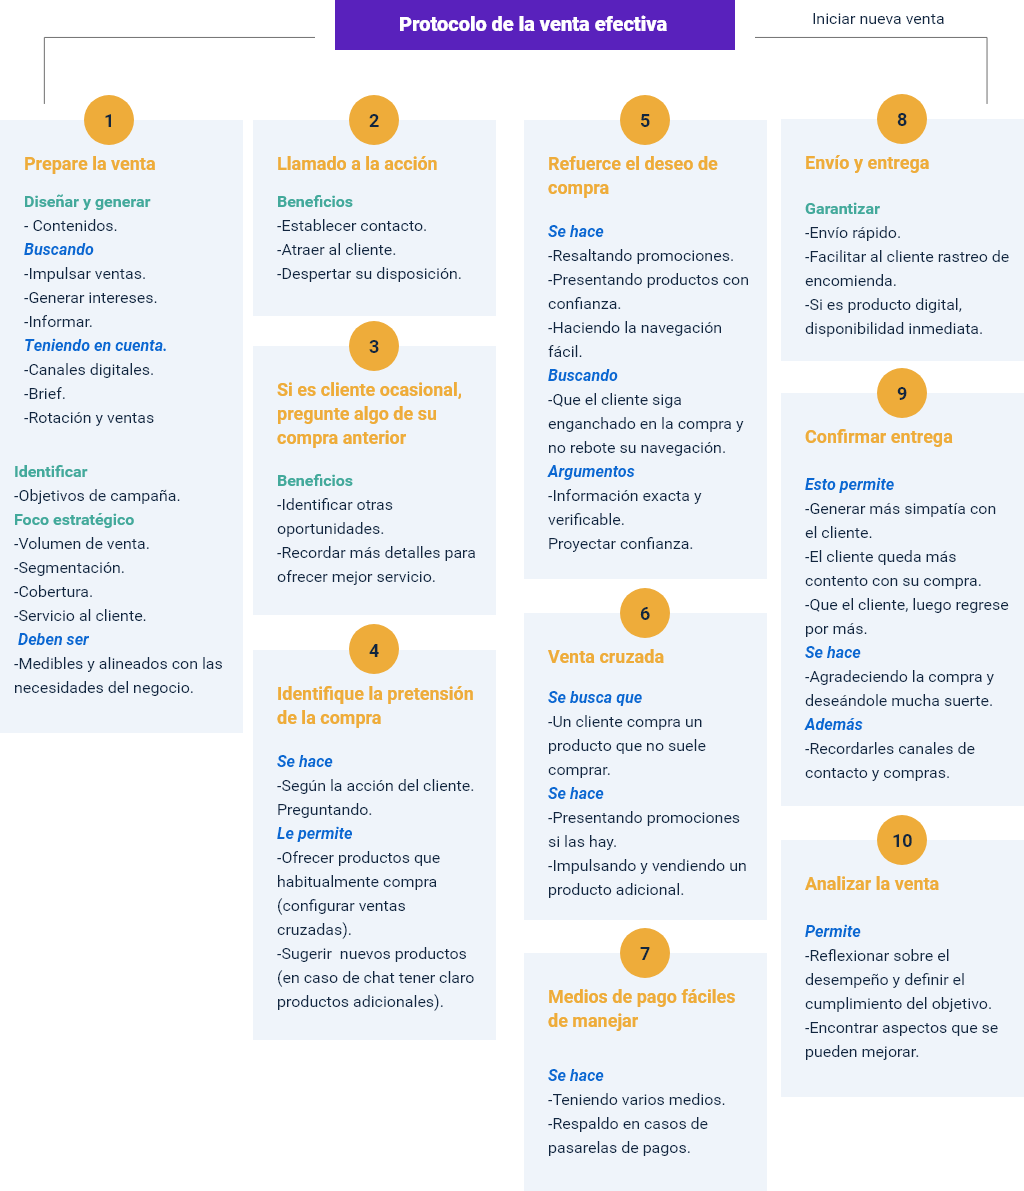 Protocolo de la venta efectiva
Iniciar nueva venta
1
Prepare la venta
Diseñar y generar
- Contenidos.
Buscando
-Impulsar ventas.
-Generar intereses.
-Informar.
Teniendo en cuenta.
-Canales digitales.
-Brief.
-Rotación y ventas
Identificar
-Objetivos de campaña.
Foco estratégico
-Volumen de venta.
-Segmentación.
-Cobertura.
-Servicio al cliente.
Deben ser
-Medibles y alineados con las
necesidades del negocio.
2
Llamado a la acción
Beneficios
-Establecer contacto.
-Atraer al cliente.
-Despertar su disposición.
3
Si es cliente ocasional,
pregunte algo de su
compra anterior
Beneficios
-Identificar otras
oportunidades.
-Recordar más detalles para
ofrecer mejor servicio.
4
Identifique la pretensión
de la compra
Se hace
-Según la acción del cliente.
Preguntando.
Le permite
-Ofrecer productos que
habitualmente compra
(configurar ventas
cruzadas).
-Sugerir  nuevos productos
(en caso de chat tener claro
productos adicionales).
5
Refuerce el deseo de
compra
Se hace
-Resaltando promociones.
-Presentando productos con
confianza.
-Haciendo la navegación
fácil.
Buscando
-Que el cliente siga
enganchado en la compra y
no rebote su navegación.
Argumentos
-Información exacta y
verificable.
Proyectar confianza.
6
Venta cruzada
Se busca que
-Un cliente compra un
producto que no suele
comprar.
Se hace
-Presentando promociones
si las hay.
-Impulsando y vendiendo un
producto adicional.
7
Medios de pago fáciles
de manejar
Se hace
-Teniendo varios medios.
-Respaldo en casos de
pasarelas de pagos.
8
Envío y entrega
Garantizar
-Envío rápido.
-Facilitar al cliente rastreo de
encomienda.
-Si es producto digital,
disponibilidad inmediata.
9
Confirmar entrega
Esto permite
-Generar más simpatía con
el cliente.
-El cliente queda más
contento con su compra.
-Que el cliente, luego regrese
por más.
Se hace
-Agradeciendo la compra y
deseándole mucha suerte.
Además
-Recordarles canales de
contacto y compras.
10
Analizar la venta
Permite
-Reflexionar sobre el
desempeño y definir el
cumplimiento del objetivo.
-Encontrar aspectos que se
pueden mejorar.